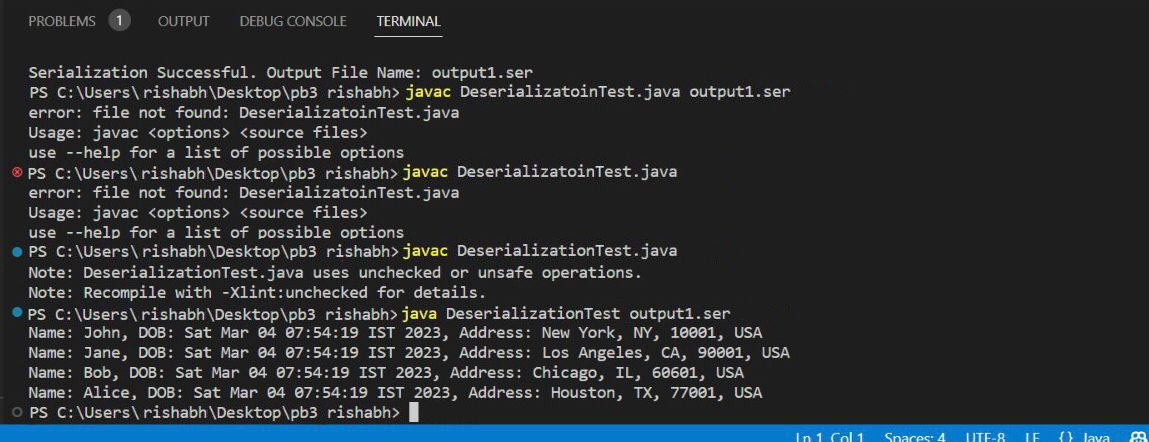 PROBLEMS 1 OUTPUT DEBUG CONSOLE TERMINAL
Serialization Successful. Output File Name: output1.ser
PS C:\Users\rishabh\Desktop\pb3 rishabh> javac DeserializatoinTest.java output1.ser
error: file not found: DeserializatoinTest.java
Usage: javac <options> <source files>
use --help for a list of possible options
PS C:\Users\rishabh\Desktop\pb3 rishabh> javac DeserializatoinTest.java
error: file not found: DeserializatoinTest.java
Usage: javac <options> <source files>
use --help for a list of possible options
PS C:\Users\rishabh\Desktop\pb3 rishabh> javac DeserializationTest.java
Note: DeserializationTest.java uses unchecked or unsafe operations.
Note: Recompile with -Xlint:unchecked for details.
PS C:\Users\rishabh\Desktop\pb3 rishabh> java DeserializationTest output1.ser
Name: John, DOB: Sat Mar 04 07:54:19 IST 2023, Address: New York, NY, 10001, USA
Name: Jane, DOB: Sat Mar 04 07:54:19 IST 2023, Address: Los Angeles, CA, 90001, USA
Name: Bob, DOB: Sat Mar 04 07:54:19 IST 2023, Address: Chicago, IL, 60601, USA
Name: Alice, DOB: Sat Mar 04 07:54:19 IST 2023, Address: Houston, TX, 77001, USA
PS C:\Users\rishabh\Desktop\pb3 rishabh>
Ln 1, Col 1 Spaces: 4 UTF-8 LF {} Java